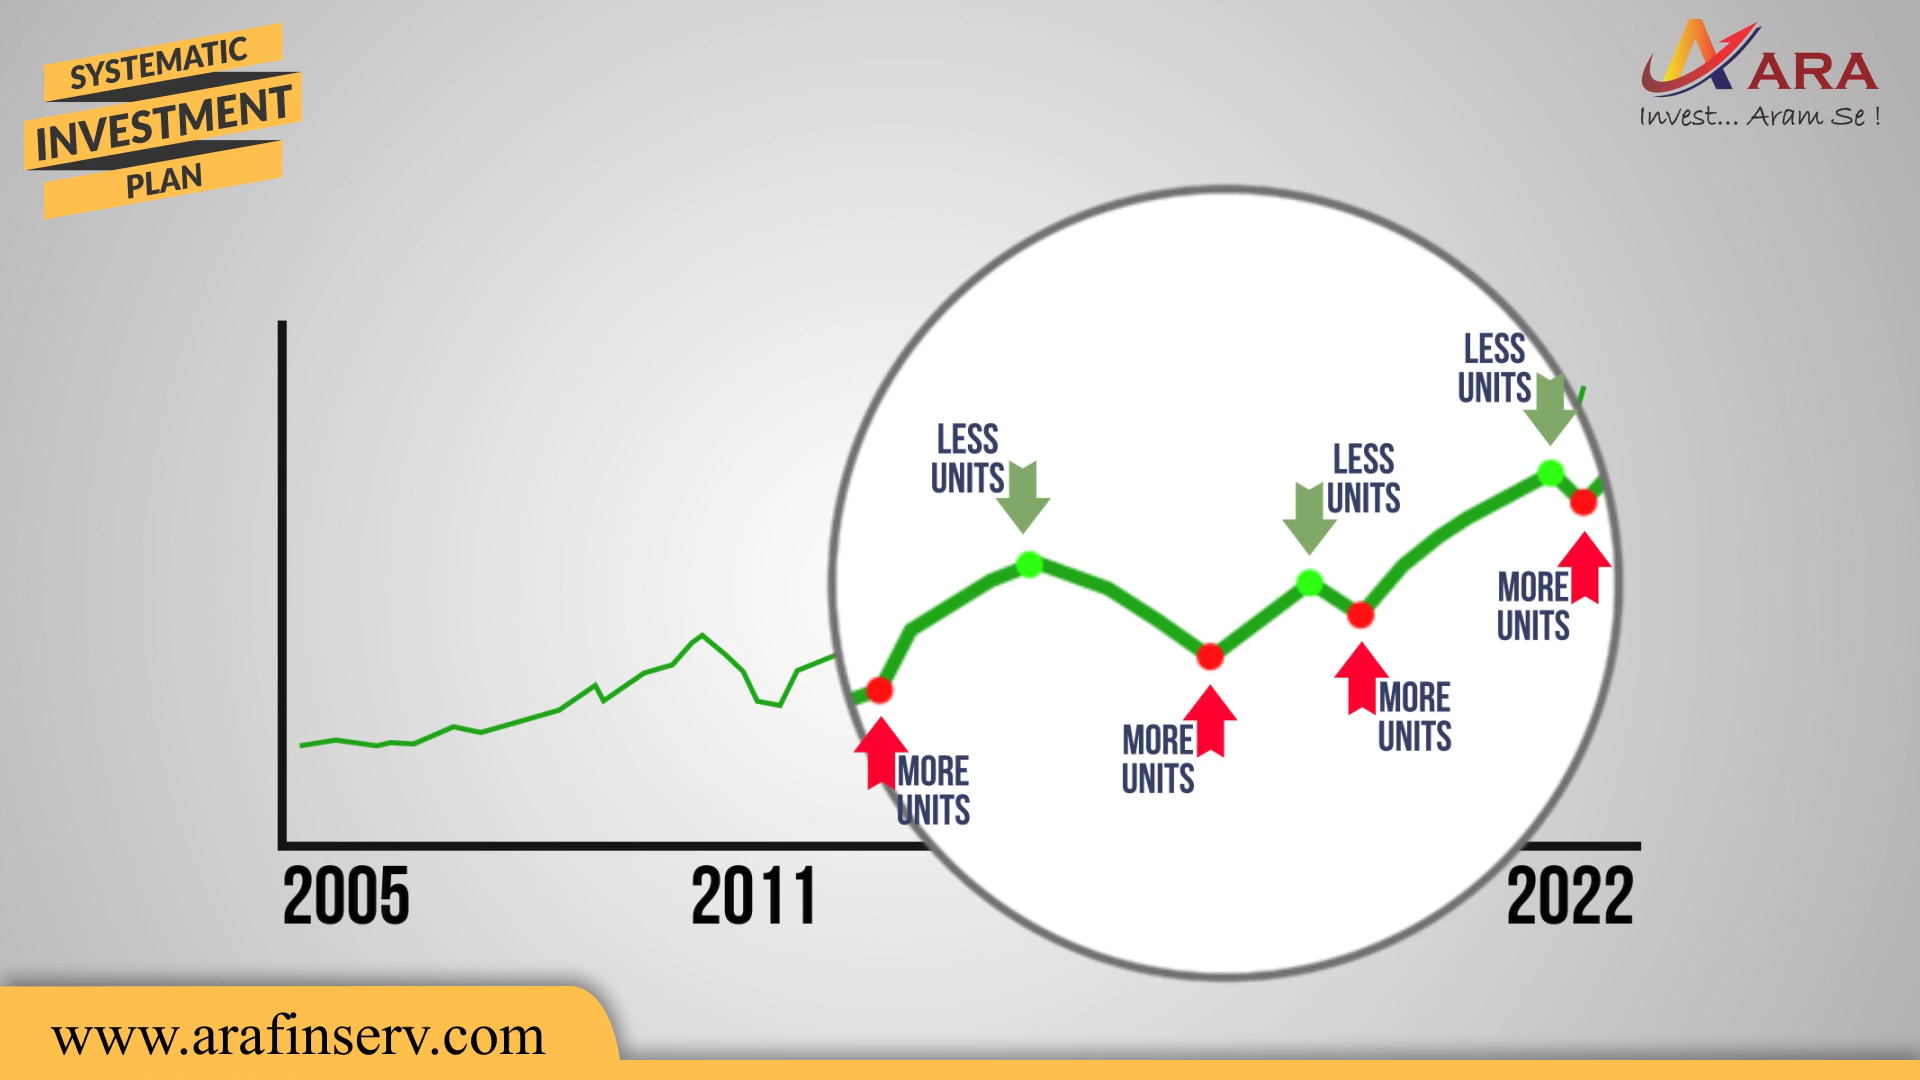 SYSTEMATIC
INVESTMENT
PLAN
ARA
Invest... Aram Se !
LESS
UNITS
LESS
UNITS
LESS
UNITS
MORE
UNITS
MORE
UNITS
MORE
UNITS
MORE
UNITS
2005
2011
2022
www.arafinserv.com